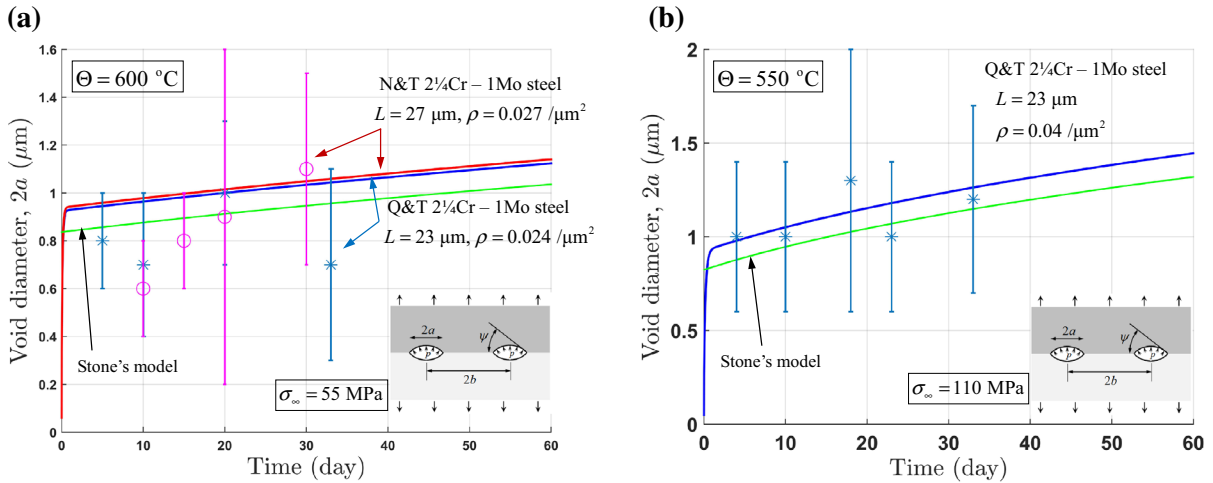 (a)
Void diameter, 2a (μm)
1.6
1.4
1.2
1
0.8
0.6
0.4
0.2
0
Θ = 600 °C
N&T 2¼Cr – 1Mo steel
L = 27 μm, ρ = 0.027 /μm²
Q&T 2¼Cr – 1Mo steel
L = 23 μm, ρ = 0.024 /μm²
Stone's model
σ∞ = 55 MPa
2a
ψ
p
p
2b
0 10 20 30 40 50 60
Time (day)
(b)
Void diameter, 2a (μm)
2
1.5
1
0.5
0
Θ = 550 °C
Q&T 2¼Cr – 1Mo steel
L = 23 μm
ρ = 0.04 /μm²
Stone's model
σ∞ = 110 MPa
2a
ψ
p
p
2b
0 10 20 30 40 50 60
Time (day)